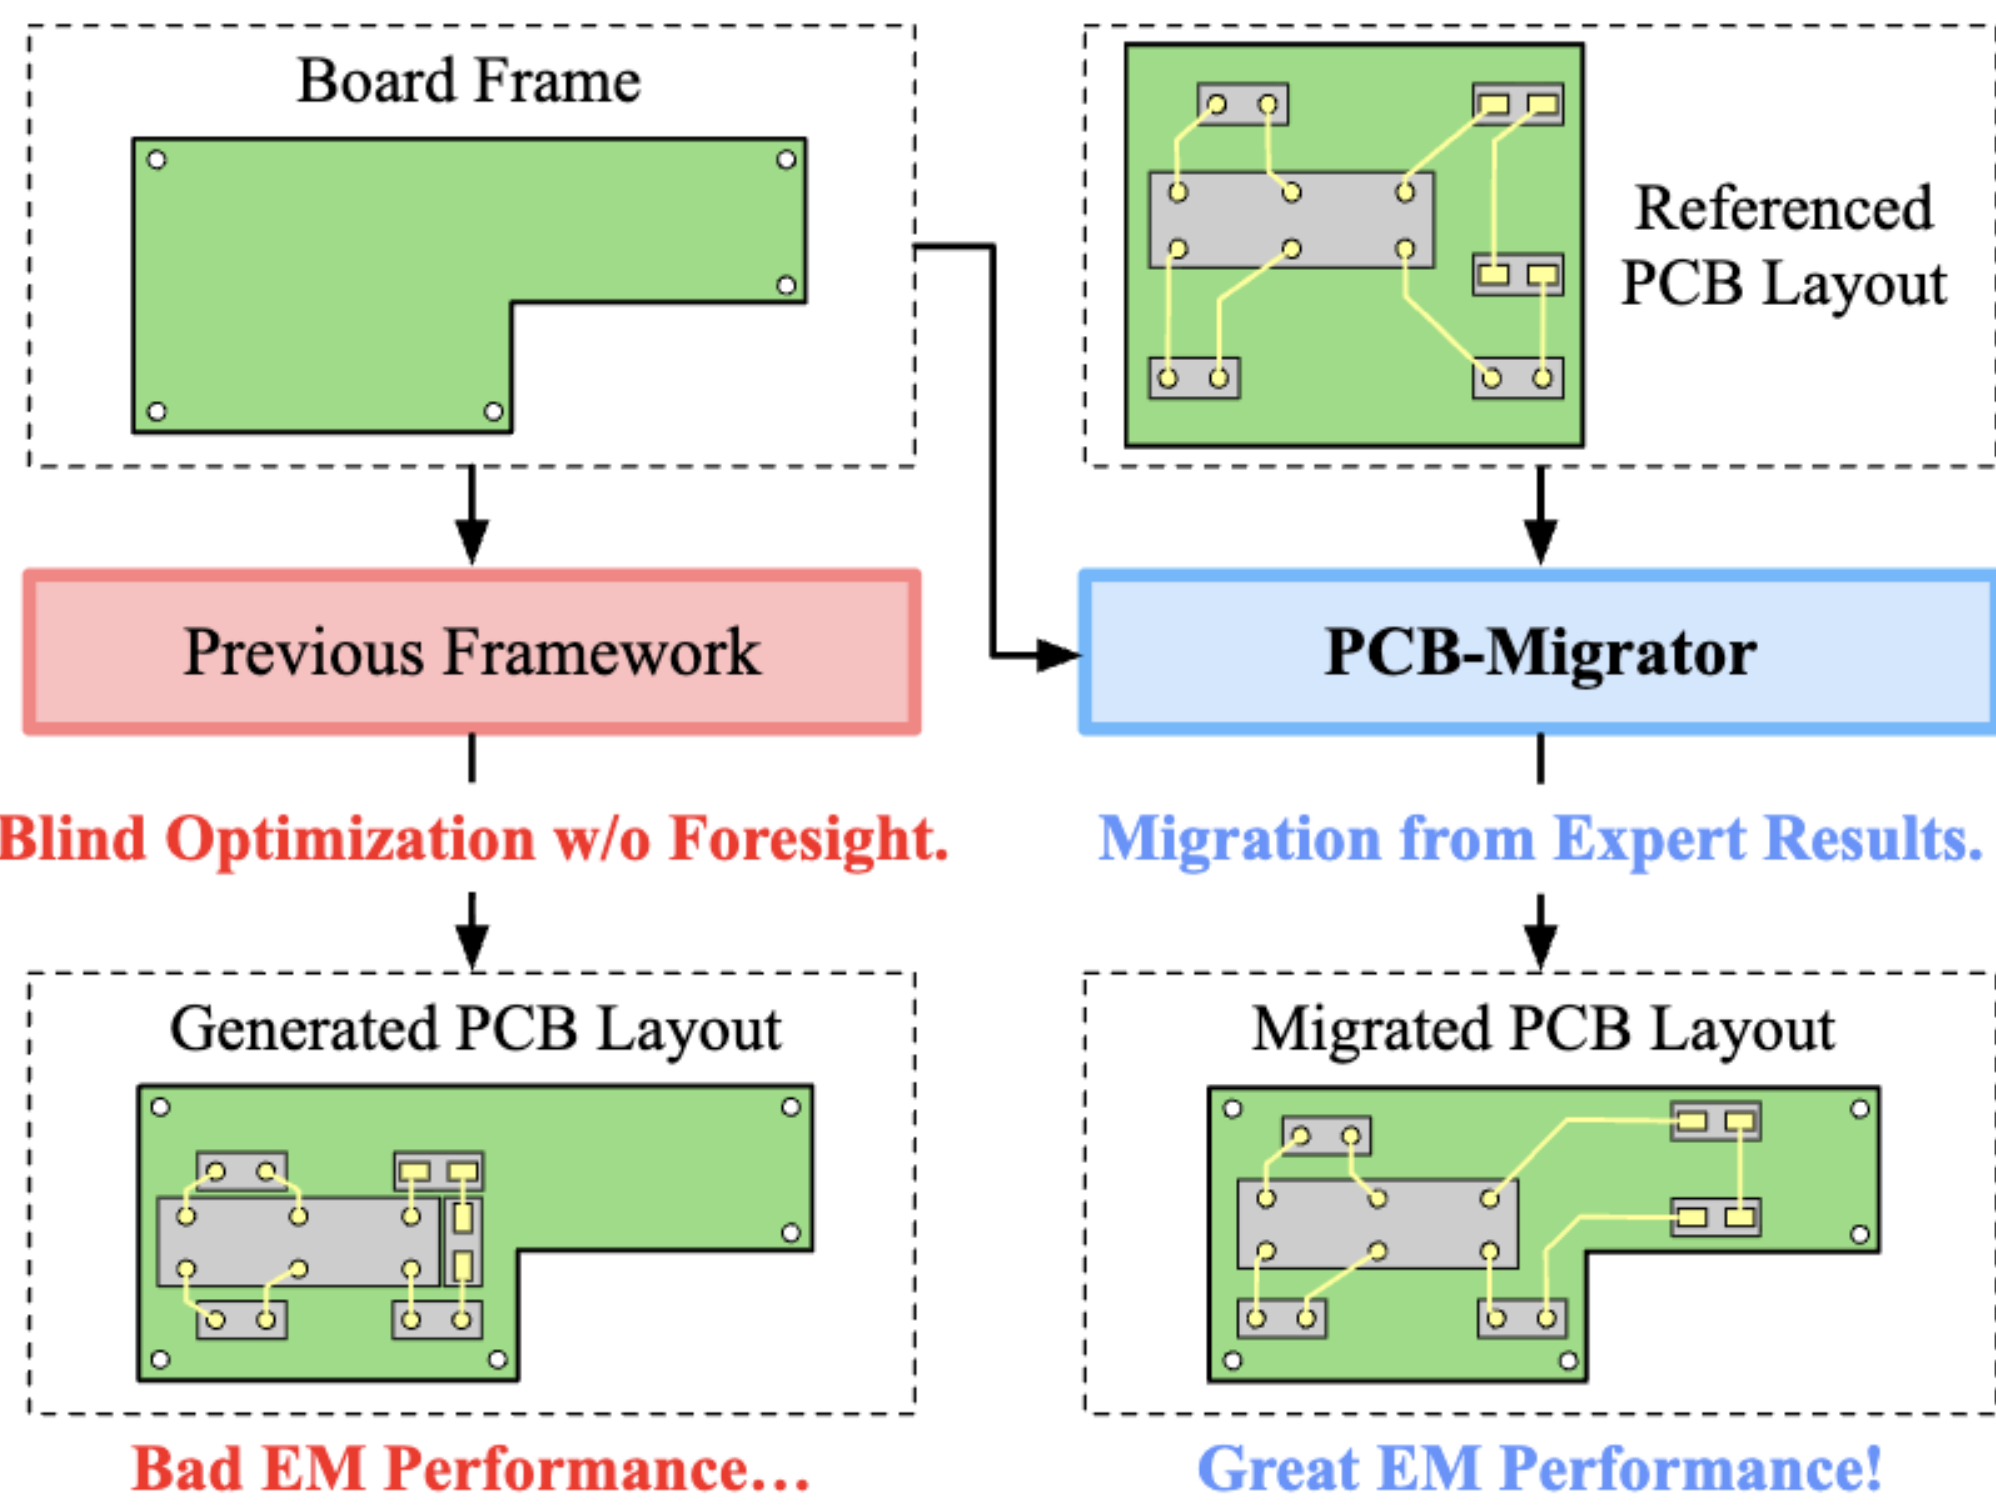 Board Frame
Referenced
PCB Layout
Previous Framework
PCB-Migrator
Blind Optimization w/o Foresight.
Migration from Expert Results.
Generated PCB Layout
Migrated PCB Layout
Bad EM Performance...
Great EM Performance!